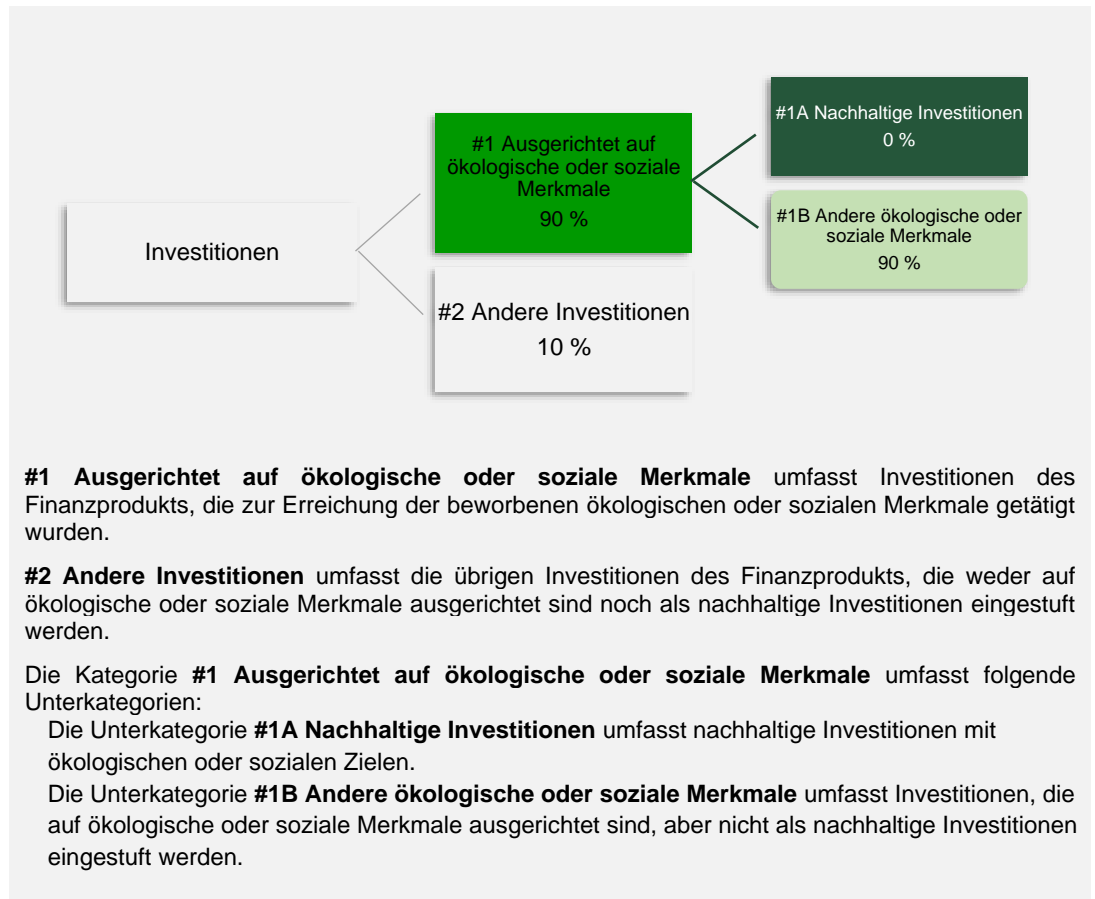 Investitionen
#1 Ausgerichtet auf
ökologische oder soziale
Merkmale
90 %
#2 Andere Investitionen
10 %
#1A Nachhaltige Investitionen
0 %
#1B Andere ökologische oder
soziale Merkmale
90 %
#1 Ausgerichtet auf ökologische oder soziale Merkmale umfasst Investitionen des
Finanzprodukts, die zur Erreichung der beworbenen ökologischen oder sozialen Merkmale getätigt
wurden.
#2 Andere Investitionen umfasst die übrigen Investitionen des Finanzprodukts, die weder auf
ökologische oder soziale Merkmale ausgerichtet sind noch als nachhaltige Investitionen eingestuft
werden.
Die Kategorie #1 Ausgerichtet auf ökologische oder soziale Merkmale umfasst folgende
Unterkategorien:
Die Unterkategorie #1A Nachhaltige Investitionen umfasst nachhaltige Investitionen mit
ökologischen oder sozialen Zielen.
Die Unterkategorie #1B Andere ökologische oder soziale Merkmale umfasst Investitionen, die
auf ökologische oder soziale Merkmale ausgerichtet sind, aber nicht als nachhaltige Investitionen
eingestuft werden.